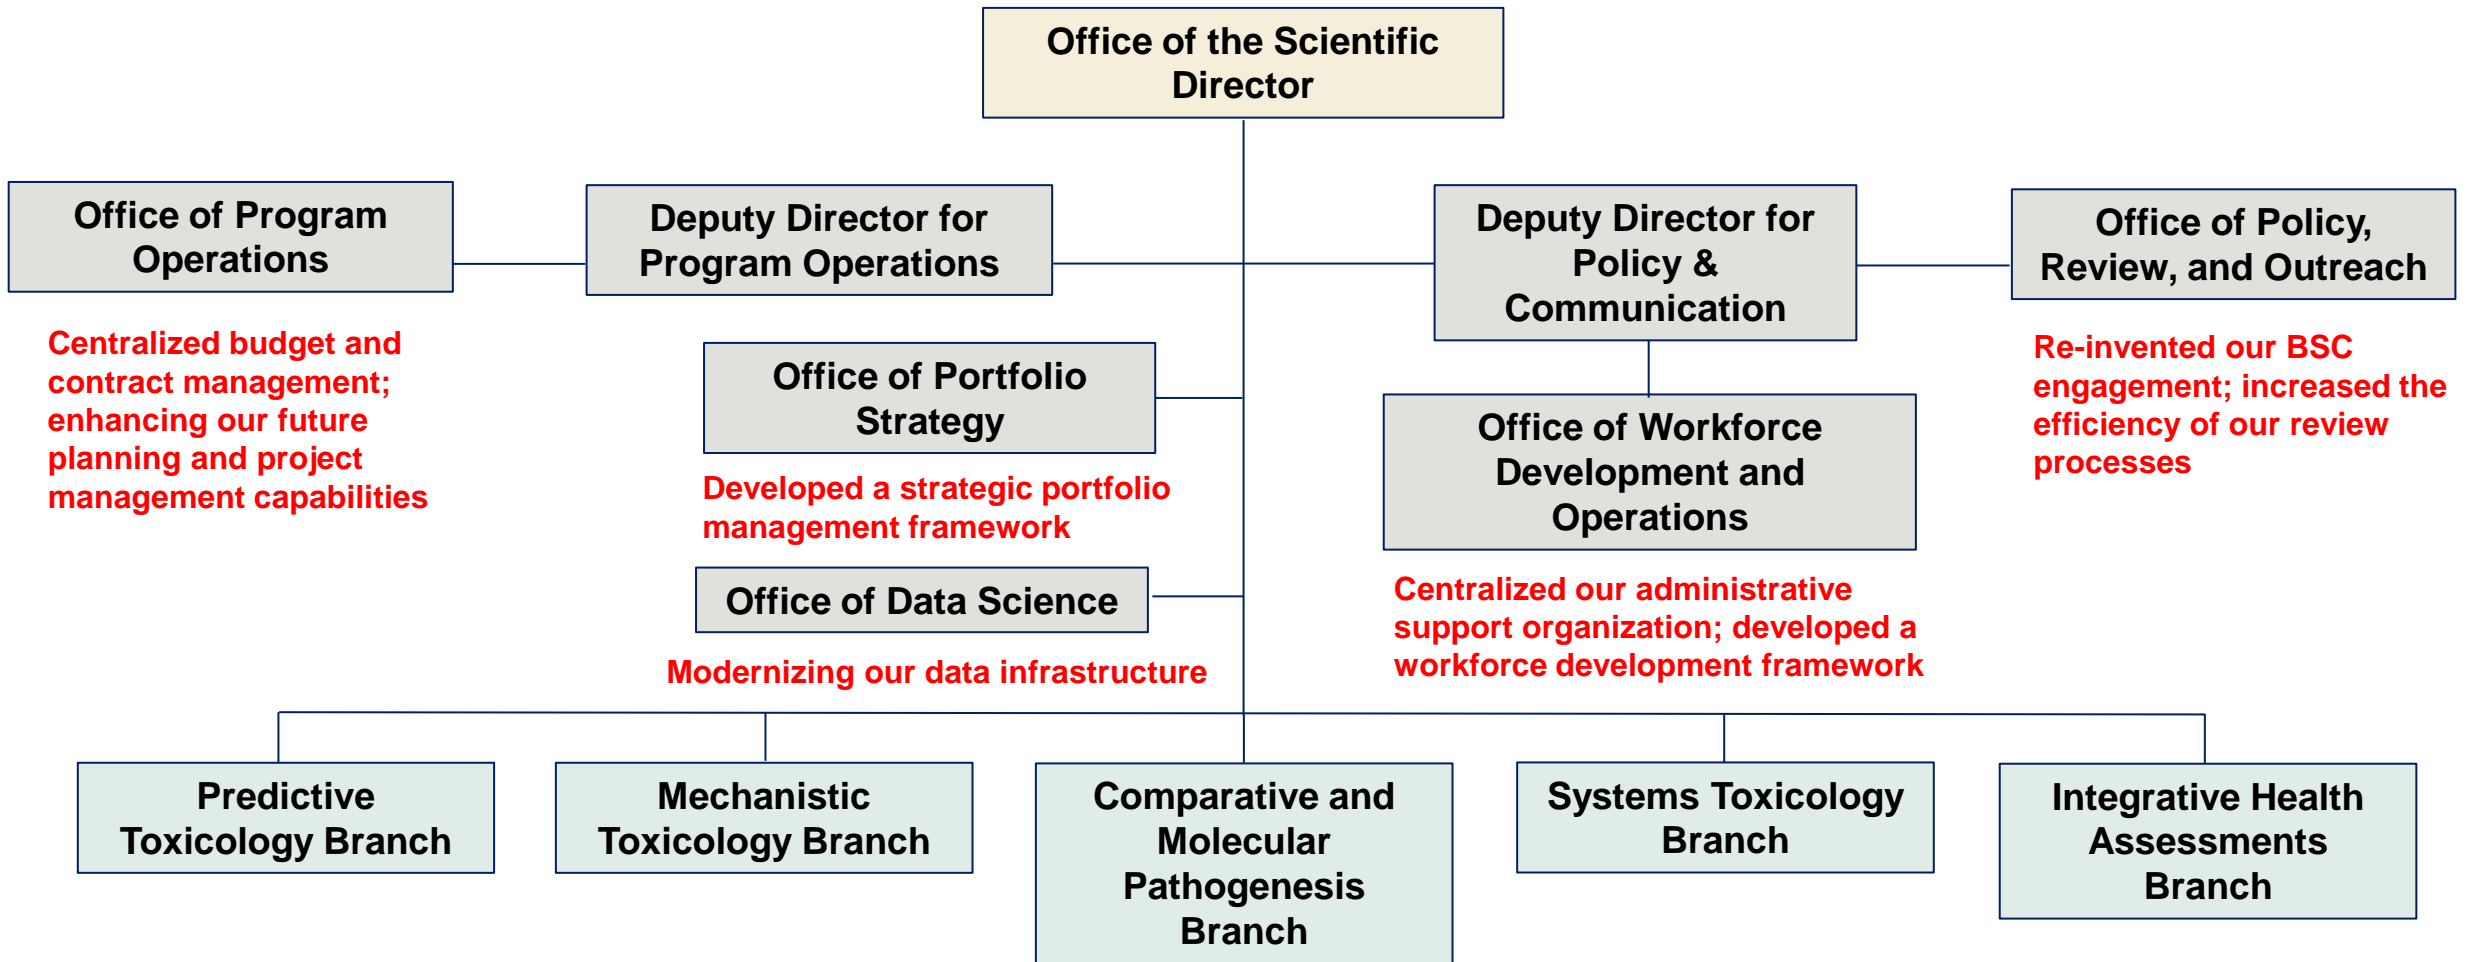 Office of the Scientific
Director
Office of Program
Operations
Deputy Director for
Program Operations
Deputy Director for
Policy &
Communication
Office of Policy,
Review, and Outreach
Centralized budget and
contract management;
enhancing our future
planning and project
management capabilities
Office of Portfolio
Strategy
Developed a strategic portfolio
management framework
Office of Workforce
Development and
Operations
Re-invented our BSC
engagement; increased the
efficiency of our review
processes
Office of Data Science
Modernizing our data infrastructure
Centralized our administrative
support organization; developed a
workforce development framework
Predictive
Toxicology Branch
Mechanistic
Toxicology Branch
Comparative and
Molecular
Pathogenesis
Branch
Systems Toxicology
Branch
Integrative Health
Assessments
Branch